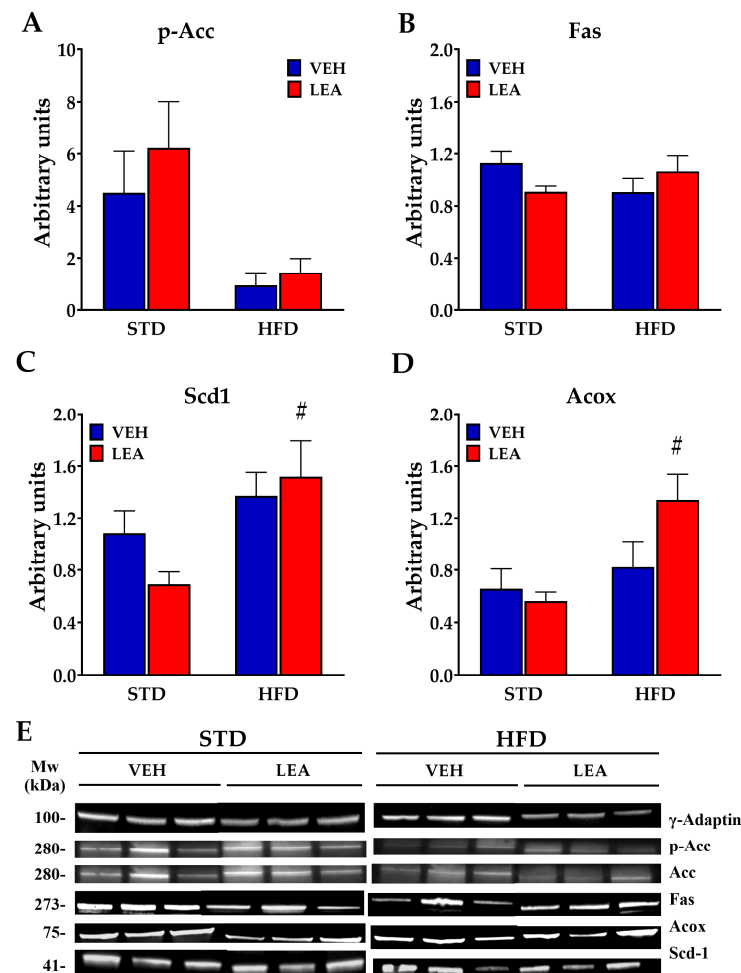 A
p-Acc
Arbitrary units
10
8
6
4
2
0
VEH
LEA
STD
HFD
B
Fas
Arbitrary units
2.0
1.6
1.2
0.8
0.4
0.0
VEH
LEA
STD
HFD
C
Scd1
#
Arbitrary units
2.0
1.6
1.2
0.8
0.4
0.0
VEH
LEA
STD
HFD
D
Acox
#
Arbitrary units
2.0
1.6
1.2
0.8
0.4
0.0
VEH
LEA
STD
HFD
E
STD
HFD
Mw
(kDa)
VEH
LEA
VEH
LEA
100-
γ-Adaptin
280-
p-Acc
280-
Acc
273-
Fas
75-
Acox
41-
Scd-1